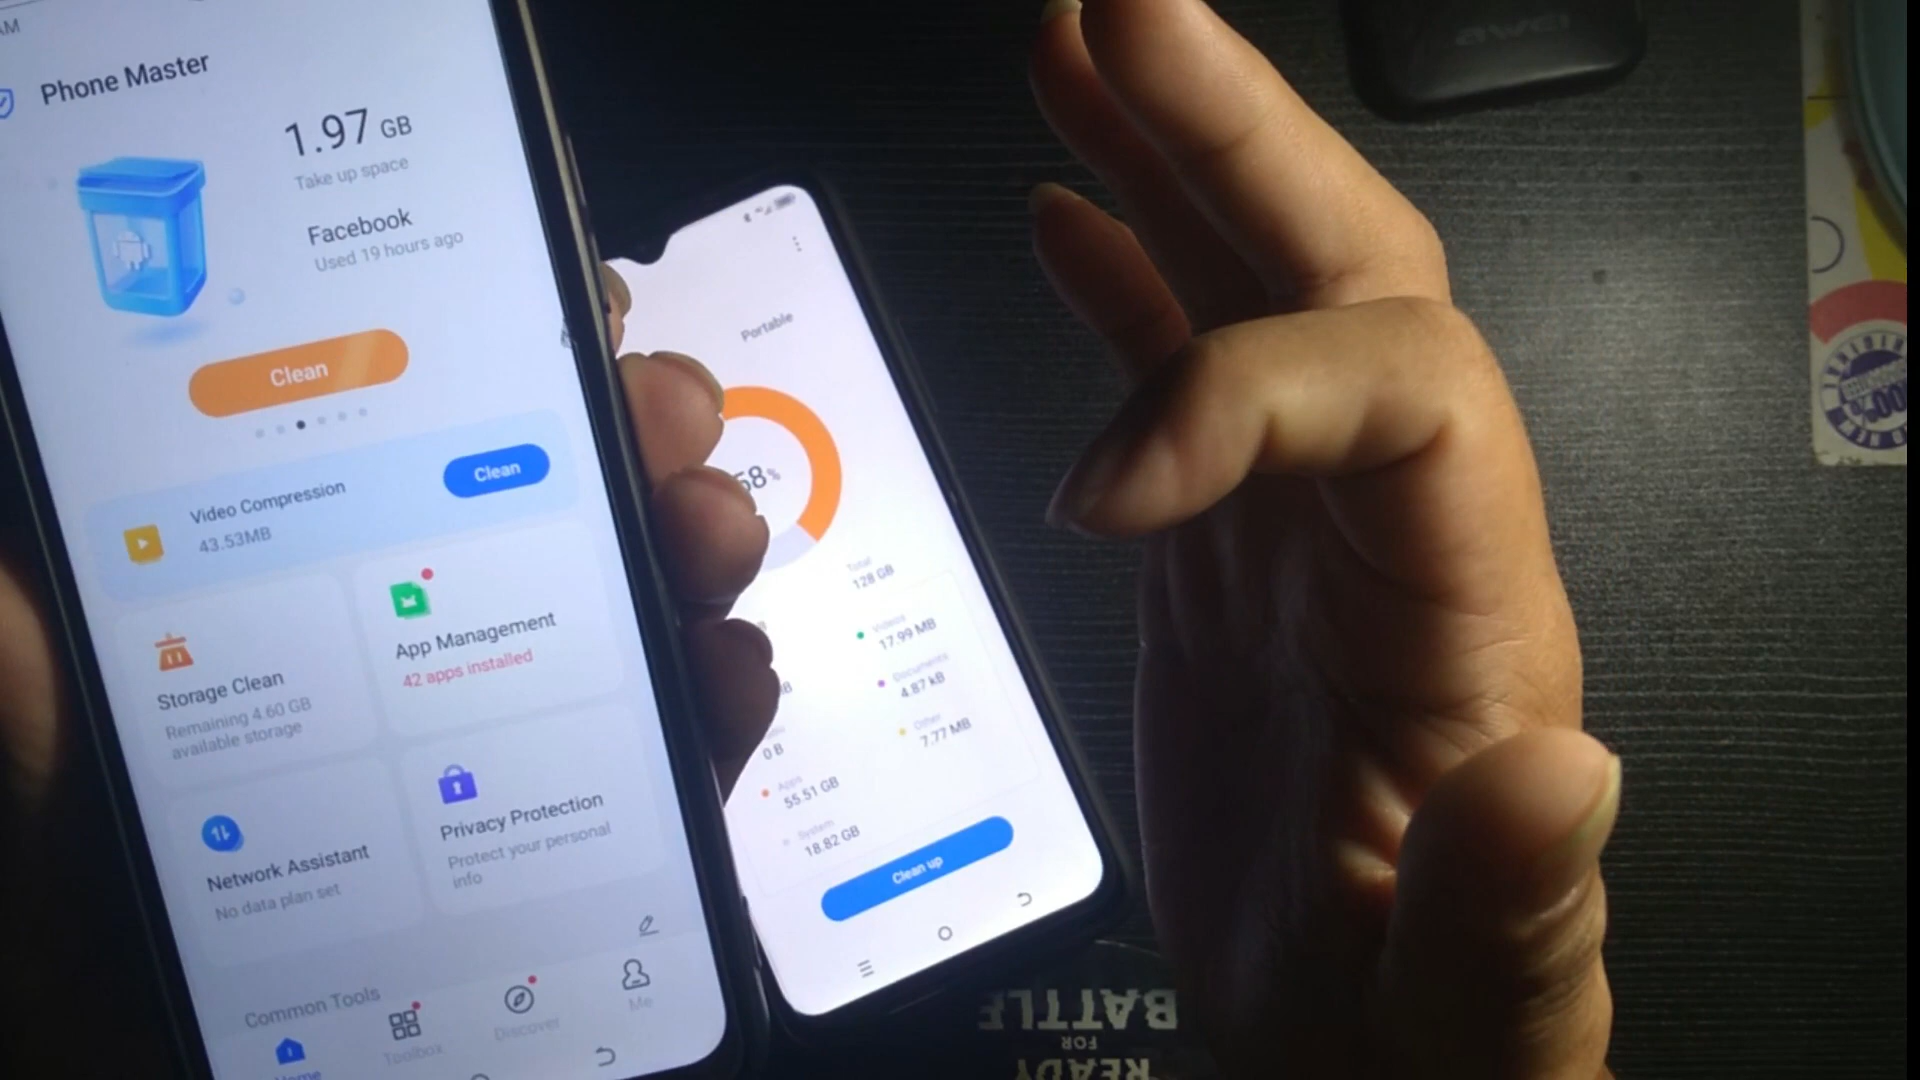 AM
Phone Master
1.97 GB
Take up space
Facebook
Used 19 hours ago
Clean
Video Compression
43.53MB
Clean
Storage Clean
Remaining 4.60 GB
available storage
App Management
42 apps installed
Network Assistant
No data plan set
Privacy Protection
Protect your personal
info
Common Tools
Home
Toolbox
Discover
Me
Portable
58%
Total
128 GB
Videos
17.99 MB
Documents
4.87 kB
0 B
Other
7.77 MB
Apps
55.51 GB
System
18.82 GB
Clean up
awei
READY
FOR
BATTLE